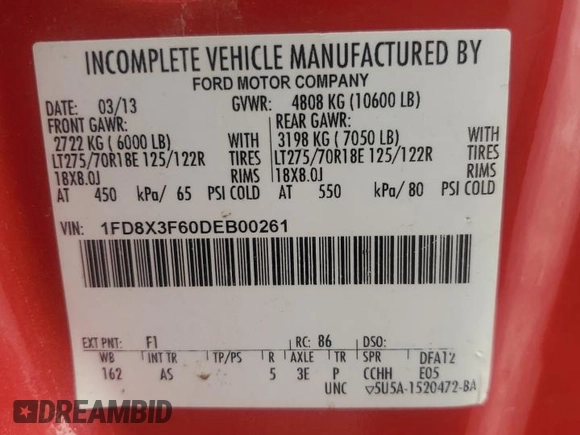 INCOMPLETE VEHICLE MANUFACTURED BY
FORD MOTOR COMPANY
DATE: 03/13 GVWR: 4808 KG (10600 LB)
FRONT GAWR: REAR GAWR:
2722 KG ( 6000 LB) WITH 3198 KG ( 7050 LB) WITH
LT275/70R18E 125/122R TIRES LT275/70R18E 125/122R TIRES
18X8.0J RIMS 18X8.0J RIMS
AT 450 kPa/ 65 PSI COLD AT 550 kPa/ 80 PSI COLD
VIN: 1FD8X3F60DEB00261
EXT PNT: F1 RC: 86 DSO:
WB INT TR TP/PS R AXLE TR SPR DFA12
162 AS 5 3E P CCHH E05
UNC ▽5U5A-1520472-BA
DREAMBID